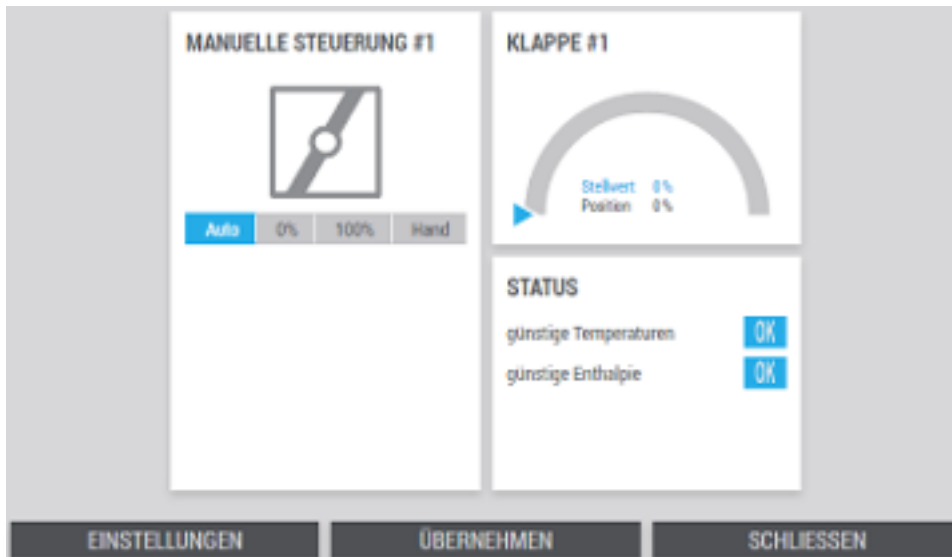 MANUELLE STEUERUNG #1
Auto 0% 100% Hand
KLAPPE #1
Stellwert 0%
Position 0%
STATUS
günstige Temperaturen OK
günstige Enthalpie OK
EINSTELLUNGEN ÜBERNEHMEN SCHLIESSEN